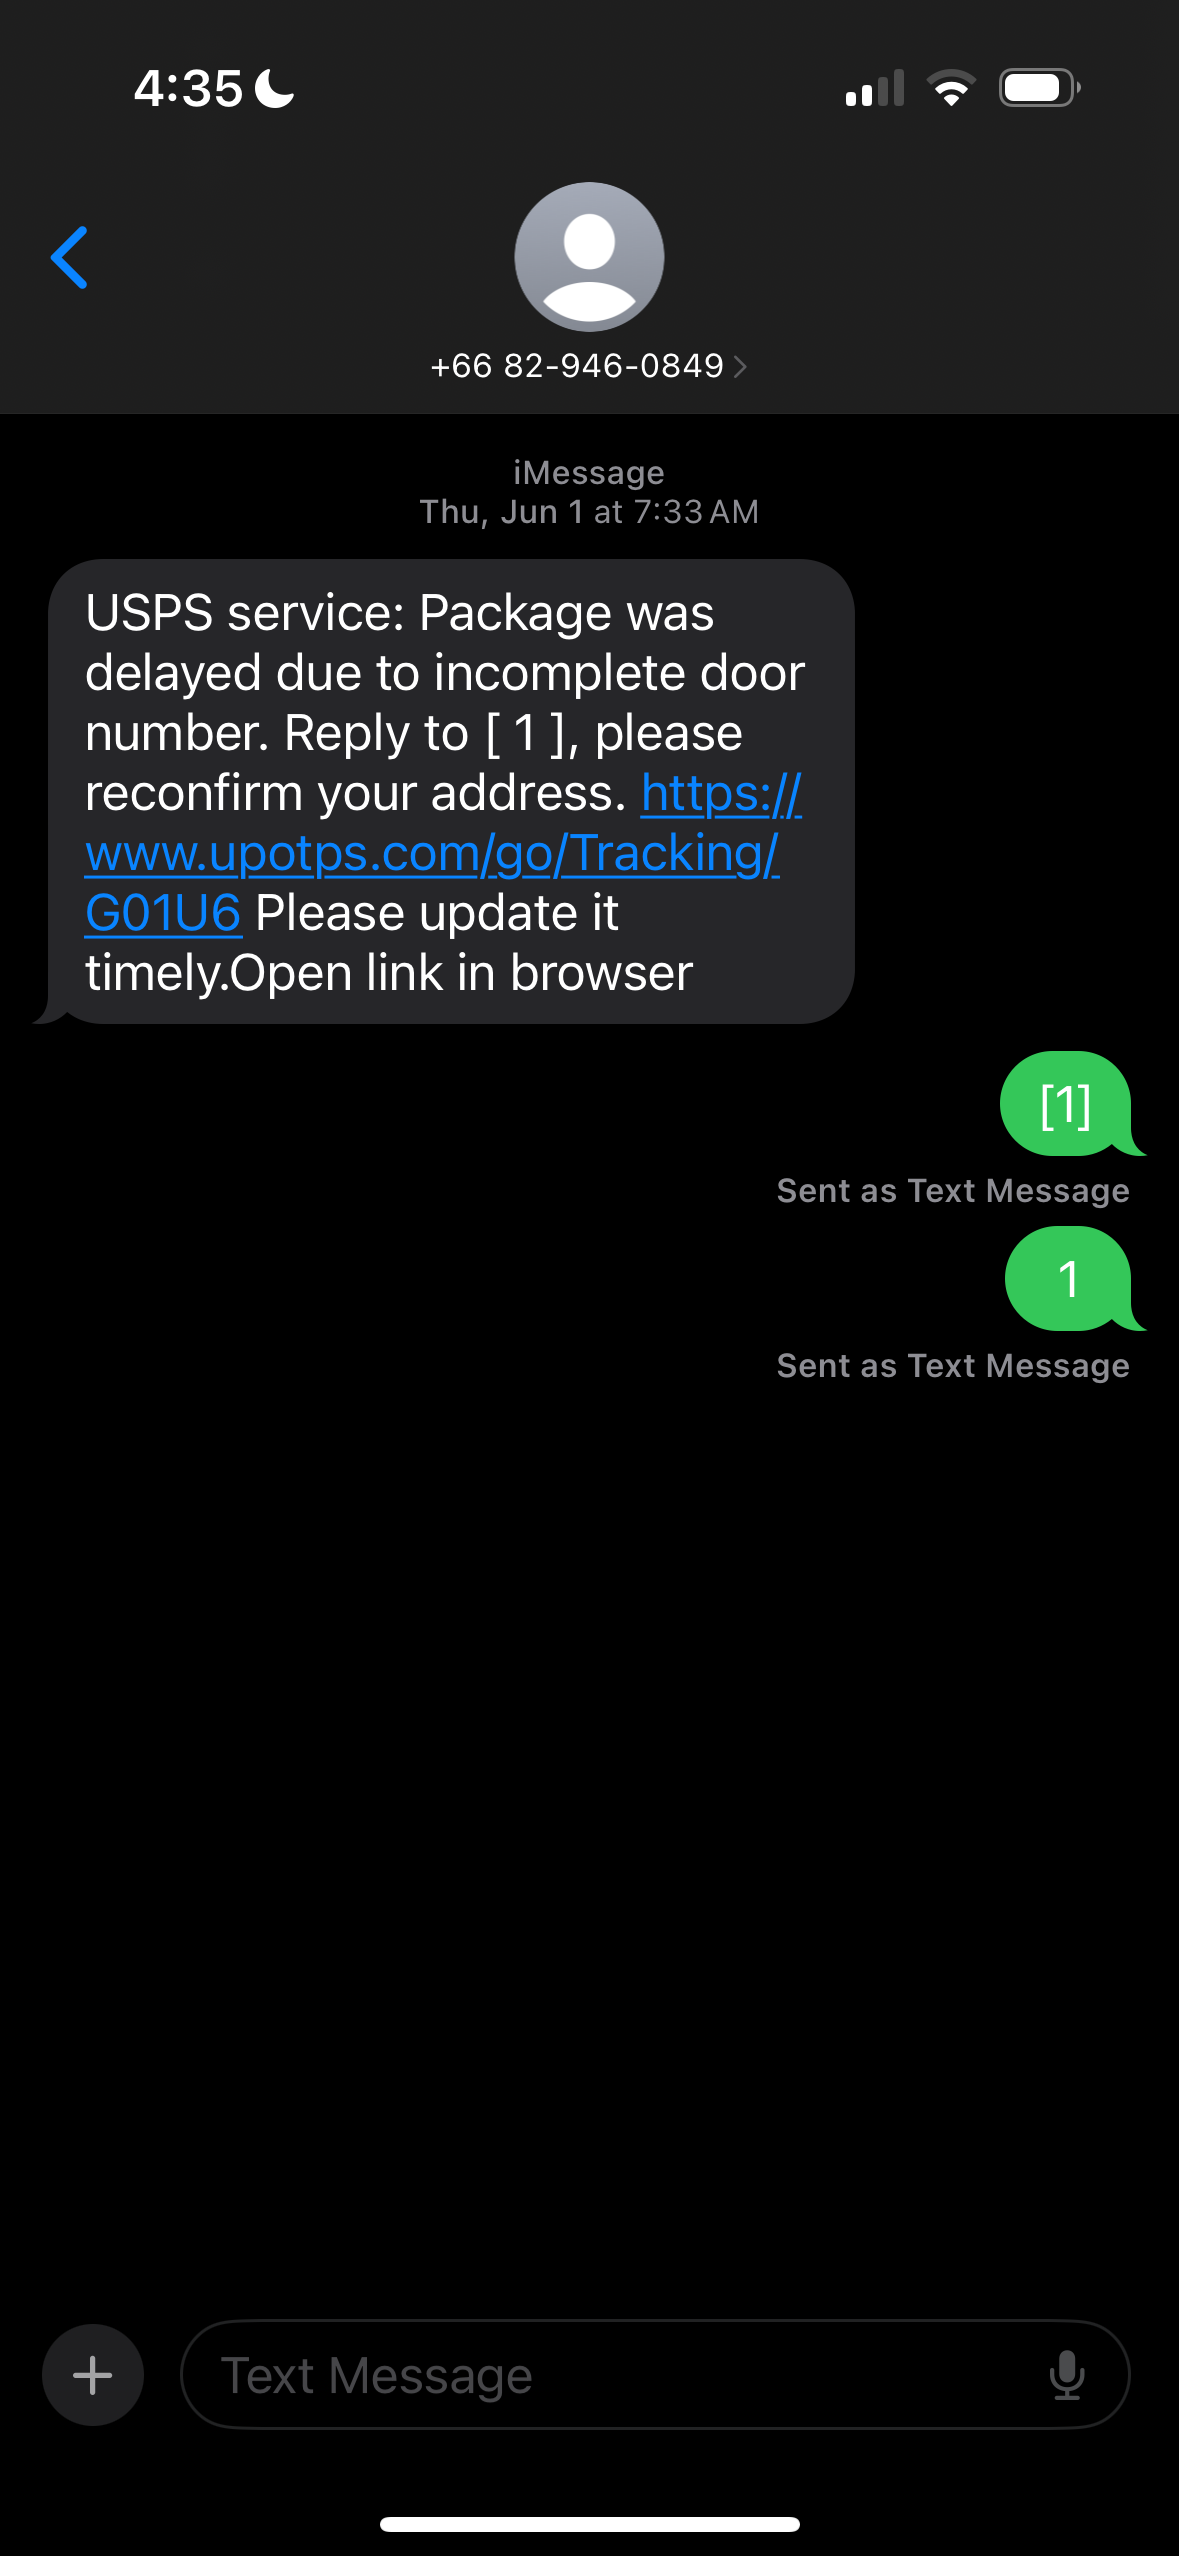 4:35
+66 82-946-0849
iMessage
Thu, Jun 1 at 7:33 AM
USPS service: Package was
delayed due to incomplete door
number. Reply to [ 1 ], please
reconfirm your address. https://
www.upotps.com/go/Tracking/
G01U6 Please update it
timely.Open link in browser
[1]
Sent as Text Message
1
Sent as Text Message
Text Message